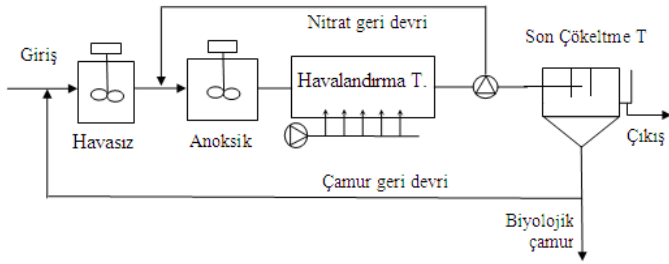 Nitrat geri devri
Son Çökeltme T
Giriş
Havalandırma T.
Havasız
Anoksik
Çıkış
Çamur geri devri
Biyolojik
çamur